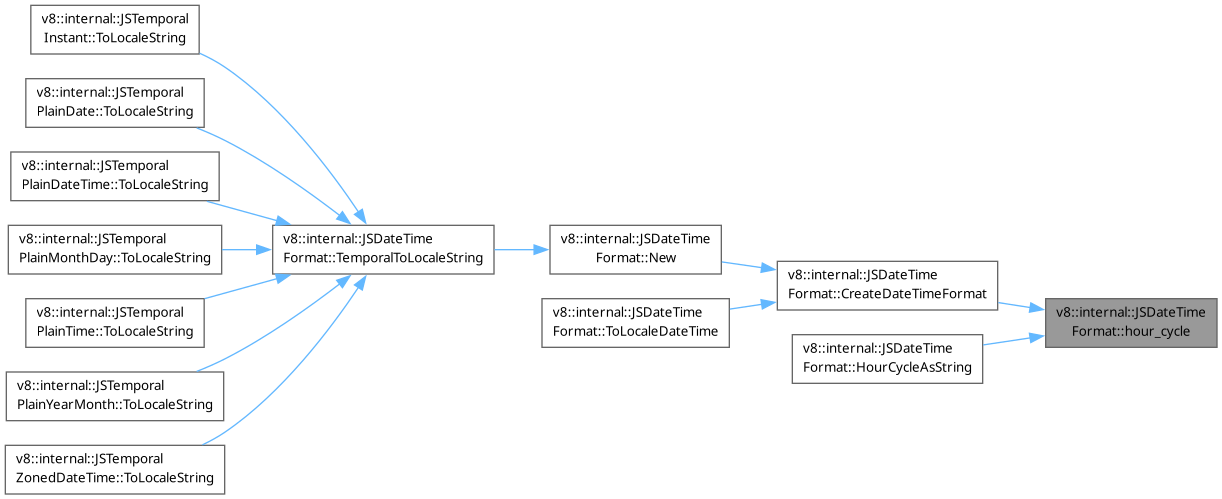 v8::internal::JSTemporal
Instant::ToLocaleString
v8::internal::JSTemporal
PlainDate::ToLocaleString
v8::internal::JSTemporal
PlainDateTime::ToLocaleString
v8::internal::JSTemporal
PlainMonthDay::ToLocaleString
v8::internal::JSTemporal
PlainTime::ToLocaleString
v8::internal::JSTemporal
PlainYearMonth::ToLocaleString
v8::internal::JSTemporal
ZonedDateTime::ToLocaleString
v8::internal::JSDateTime
Format::TemporalToLocaleString
v8::internal::JSDateTime
Format::New
v8::internal::JSDateTime
Format::ToLocaleDateTime
v8::internal::JSDateTime
Format::CreateDateTimeFormat
v8::internal::JSDateTime
Format::HourCycleAsString
v8::internal::JSDateTime
Format::hour_cycle